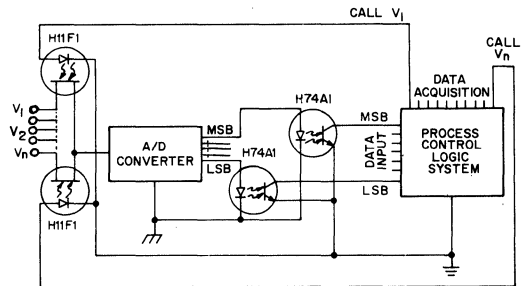 CALL V1
CALL
Vn
H11F1
DATA
ACQUISITION
H74A1
V1
V2
Vn
MSB
MSB
A/D
CONVERTER
H74A1
DATA
INPUT
PROCESS
CONTROL
LOGIC
SYSTEM
LSB
LSB
H11F1